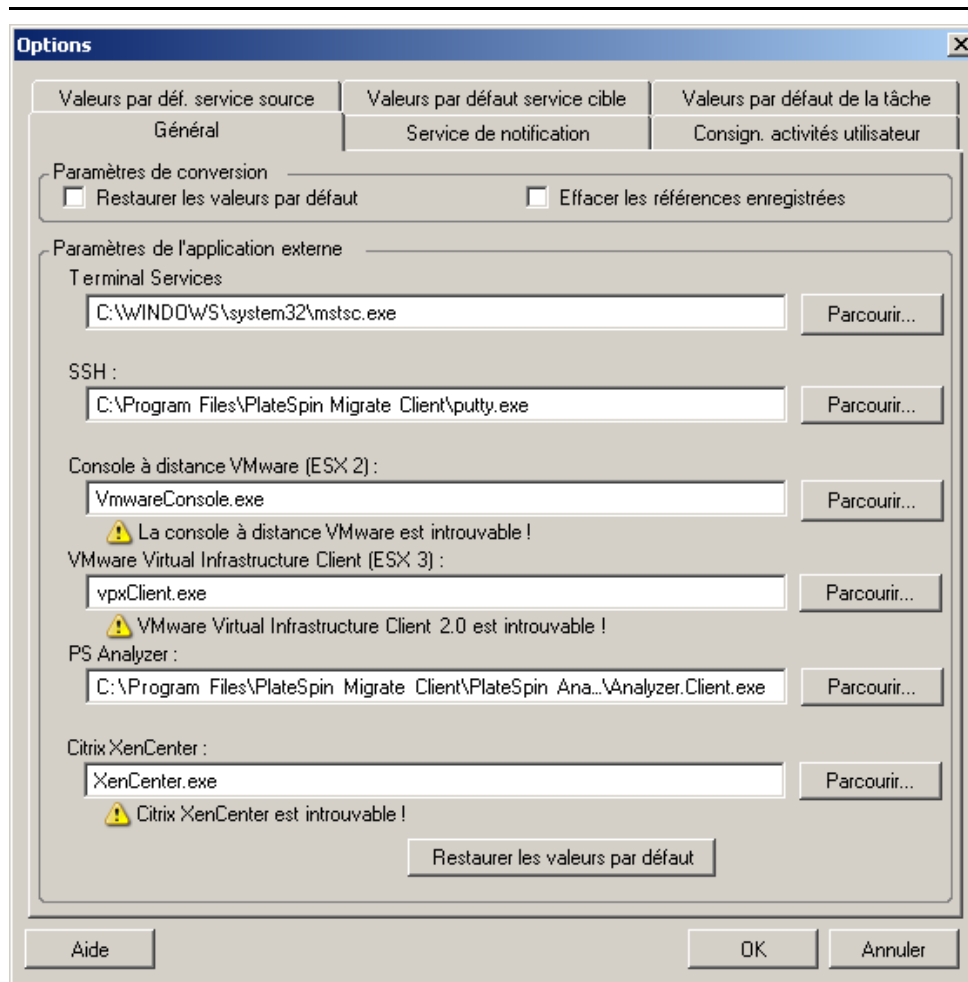 Options
Valeurs par déf. service source
Valeurs par défaut service cible
Valeurs par défaut de la tâche
Général
Service de notification
Consign. activités utilisateur
Paramètres de conversion
Restaurer les valeurs par défaut
Effacer les références enregistrées
Paramètres de l'application externe
Terminal Services
C:\WINDOWS\system32\mstsc.exe
Parcourir...
SSH :
C:\Program Files\PlateSpin Migrate Client\putty.exe
Parcourir...
Console à distance VMware (ESX 2) :
VmwareConsole.exe
Parcourir...
La console à distance VMware est introuvable !
VMware Virtual Infrastructure Client (ESX 3) :
vpxClient.exe
Parcourir...
VMware Virtual Infrastructure Client 2.0 est introuvable !
PS Analyzer :
C:\Program Files\PlateSpin Migrate Client\PlateSpin Ana...\Analyzer.Client.exe
Parcourir...
Citrix XenCenter :
XenCenter.exe
Parcourir...
Citrix XenCenter est introuvable !
Restaurer les valeurs par défaut
Aide
OK
Annuler